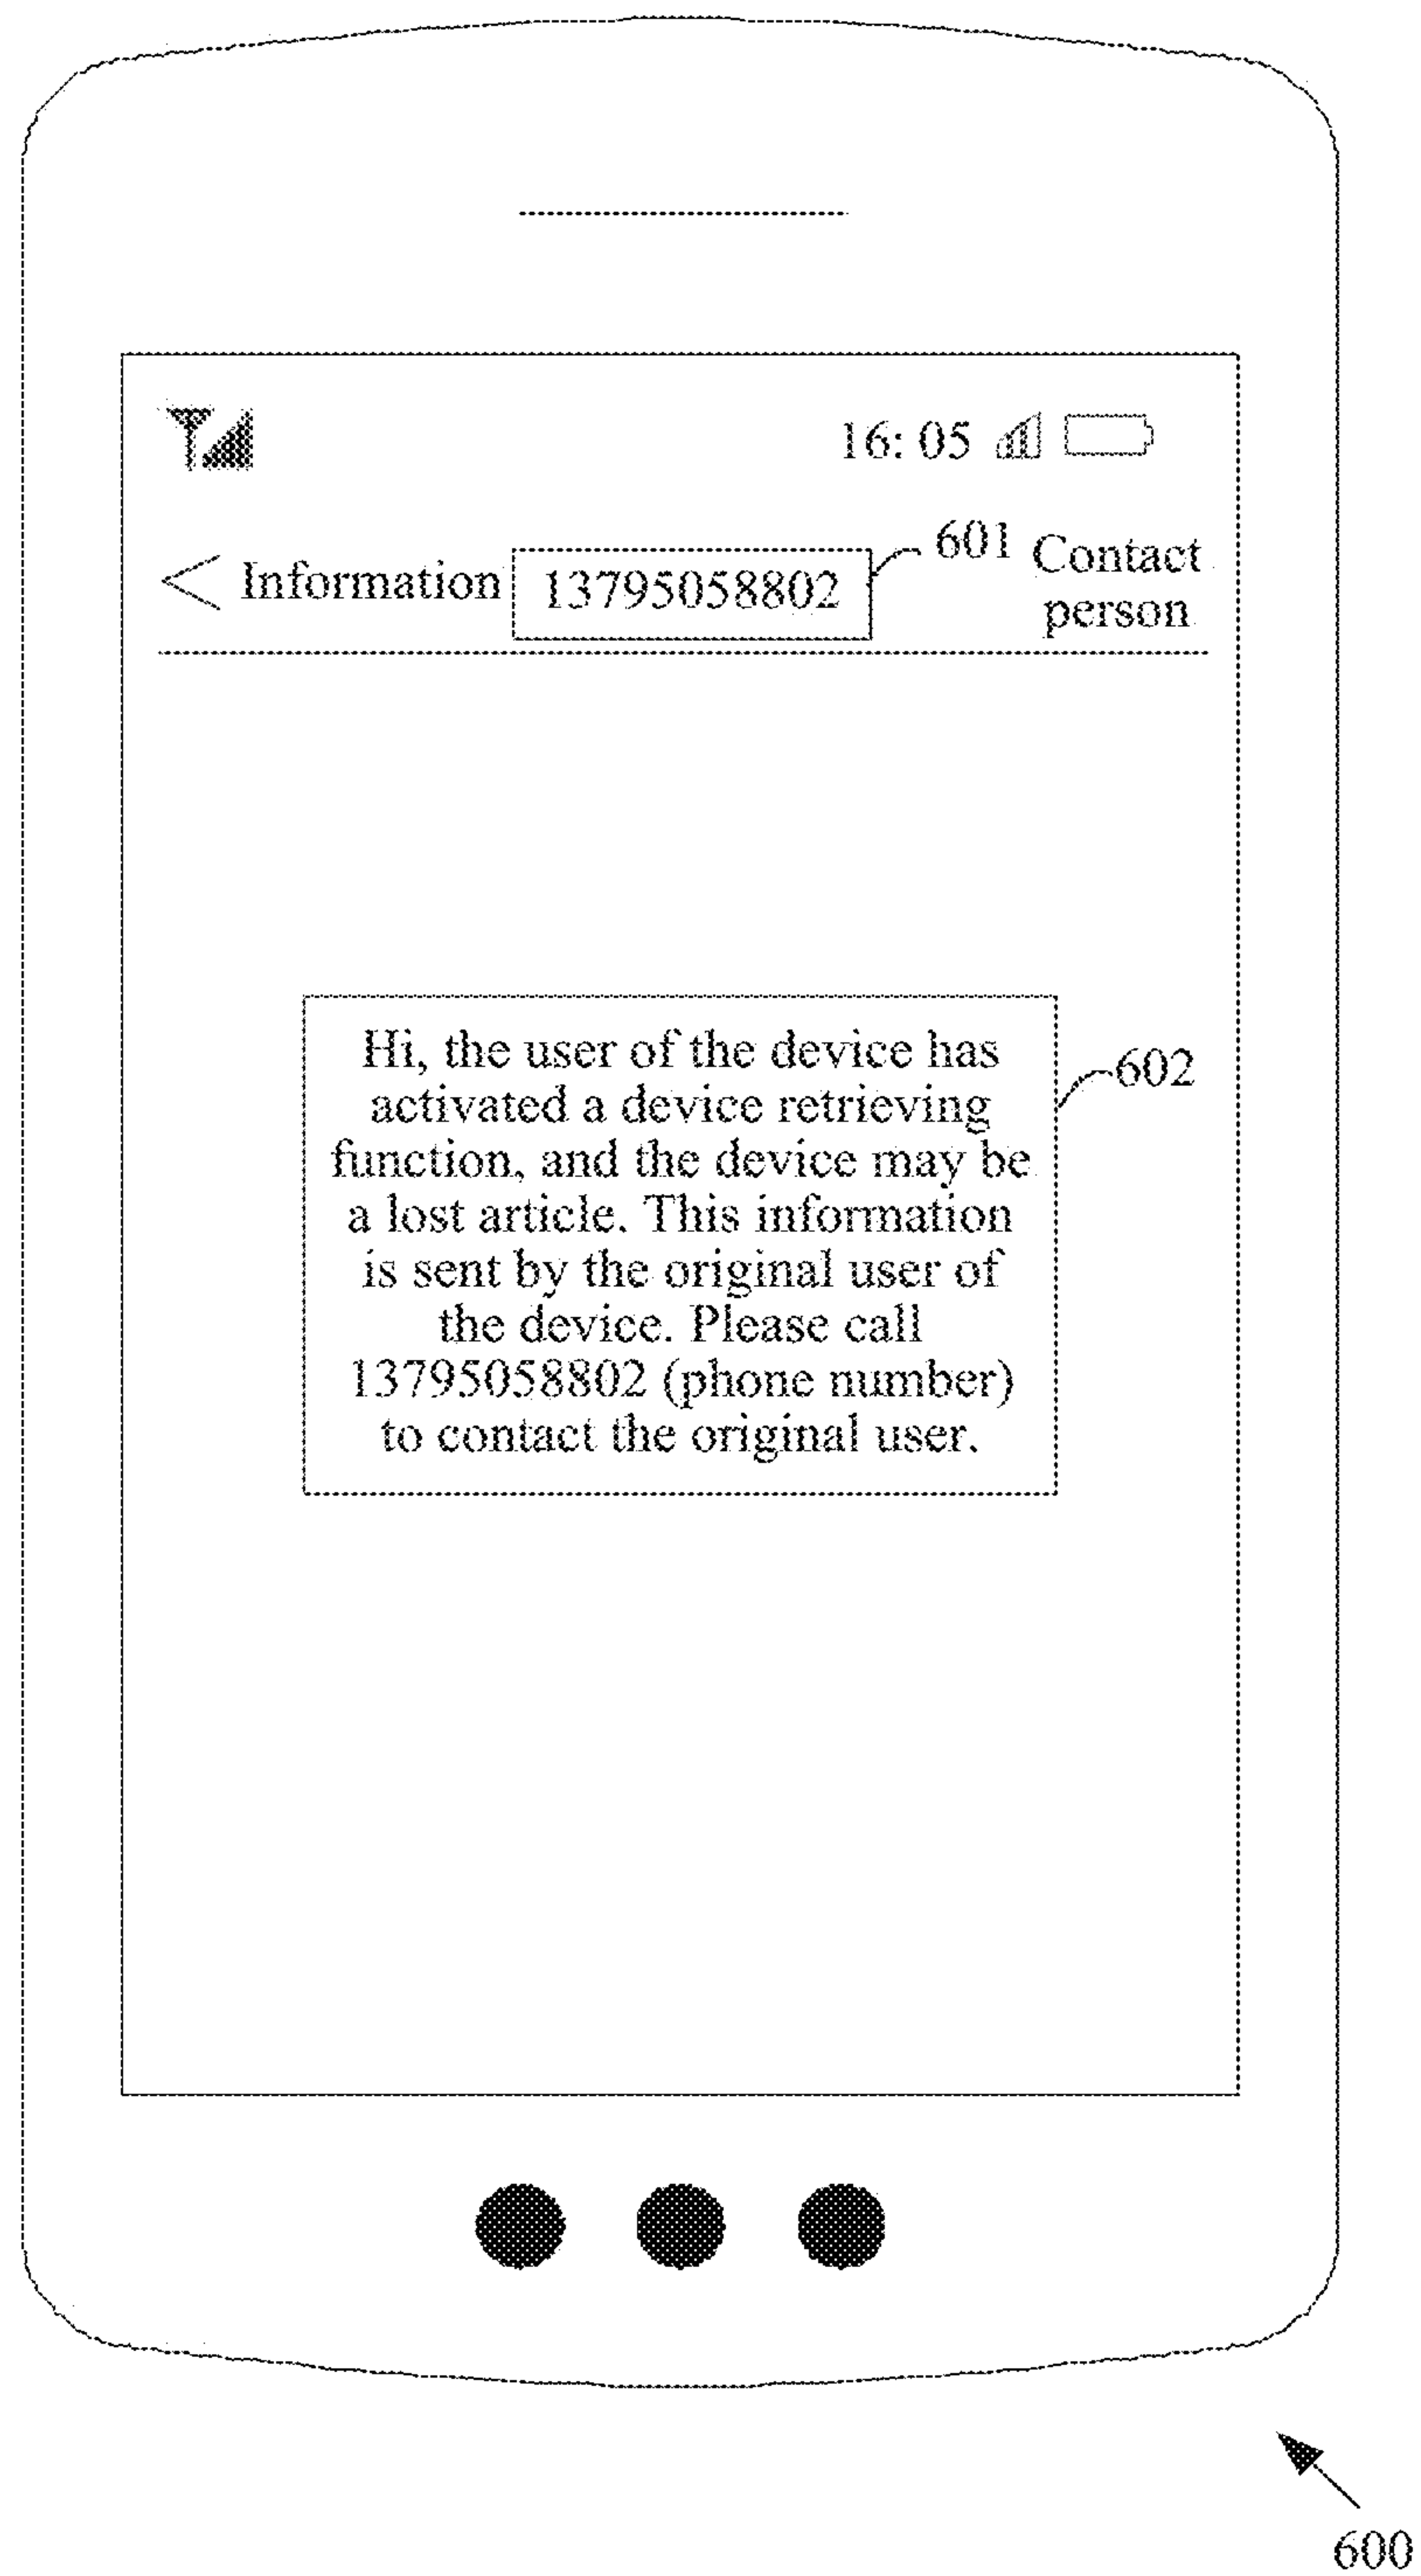 16: 05
< Information 13795058802 601 Contact person
Hi, the user of the device has
activated a device retrieving
function, and the device may be
a lost article. This information
is sent by the original user of
the device. Please call
13795058802 (phone number)
to contact the original user.
602
600